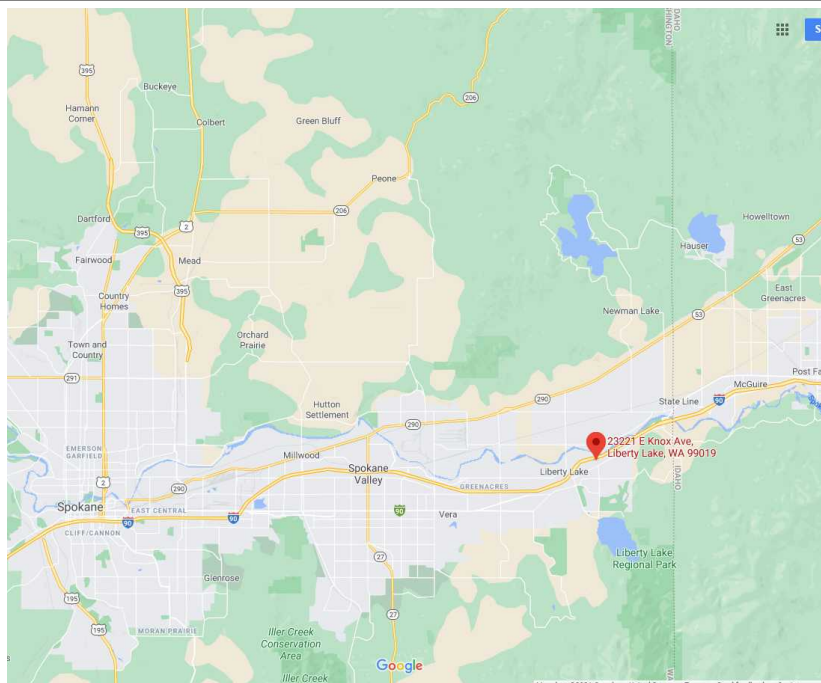 IDAHO
WASHINGTON
395
Buckeye
206
Hamann
Corner
Colbert
Green Bluff
Peone
206
Dartford
395
2
Howelltown
53
Hauser
Fairwood
Mead
East
Greenacres
395
Country
Homes
Newman Lake
53
Orchard
Prairie
Town and
Country
Post Fa
291
McGuire
State Line
90
290
Hutton
Settlement
290
23221 E Knox Ave,
Liberty Lake, WA 99019
EMERSON
GARFIELD
Millwood
Spokane
Valley
Liberty Lake
IDAHO
2
290
GREENACRES
Spokane
EAST CENTRAL
90
90
90
Vera
CLIFF/CANNON
Liberty Lake
Regional Park
27
Glenrose
195
27
195
MORAN PRAIRIE
Iller Creek
Conservation
Area
Google
Iller Creek